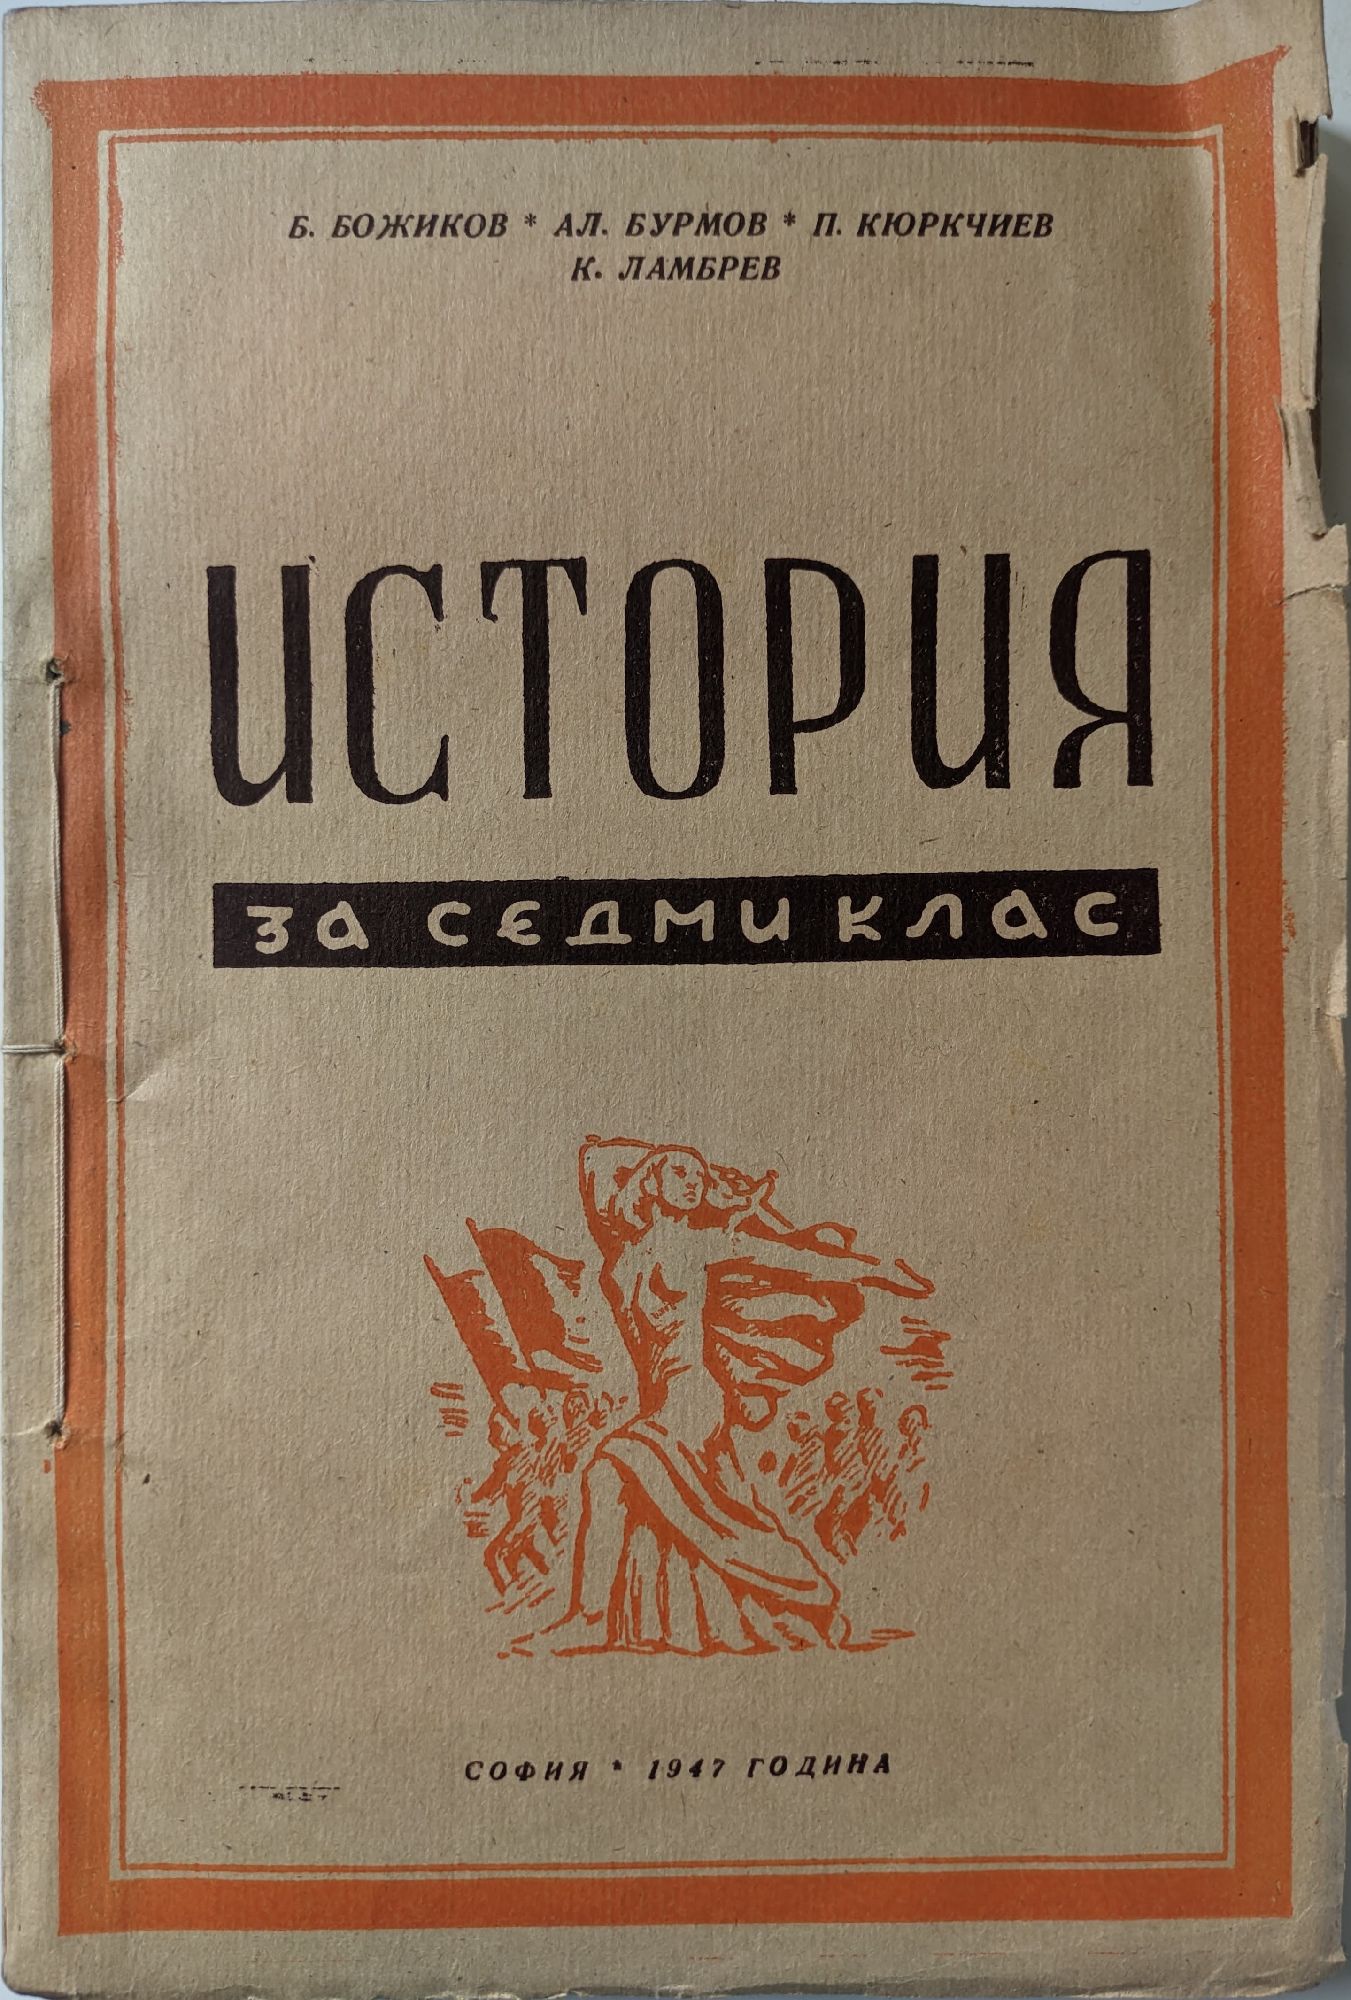 Б. БОЖИКОВ * АЛ. БУРМОВ * П. КЮРКЧИЕВ
К. ЛАМБРЕВ
ИСТОРИЯ
ЗА СЕДМИ КЛАС
СОФИЯ * 1947 ГОДИНА